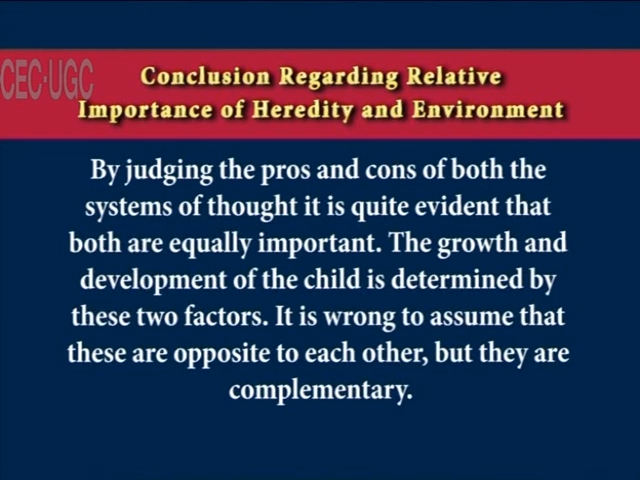 CEC-UGC
Conclusion Regarding Relative
Importance of Heredity and Environment
By judging the pros and cons of both the
systems of thought it is quite evident that
both are equally important. The growth and
development of the child is determined by
these two factors. It is wrong to assume that
these are opposite to each other, but they are
complementary.